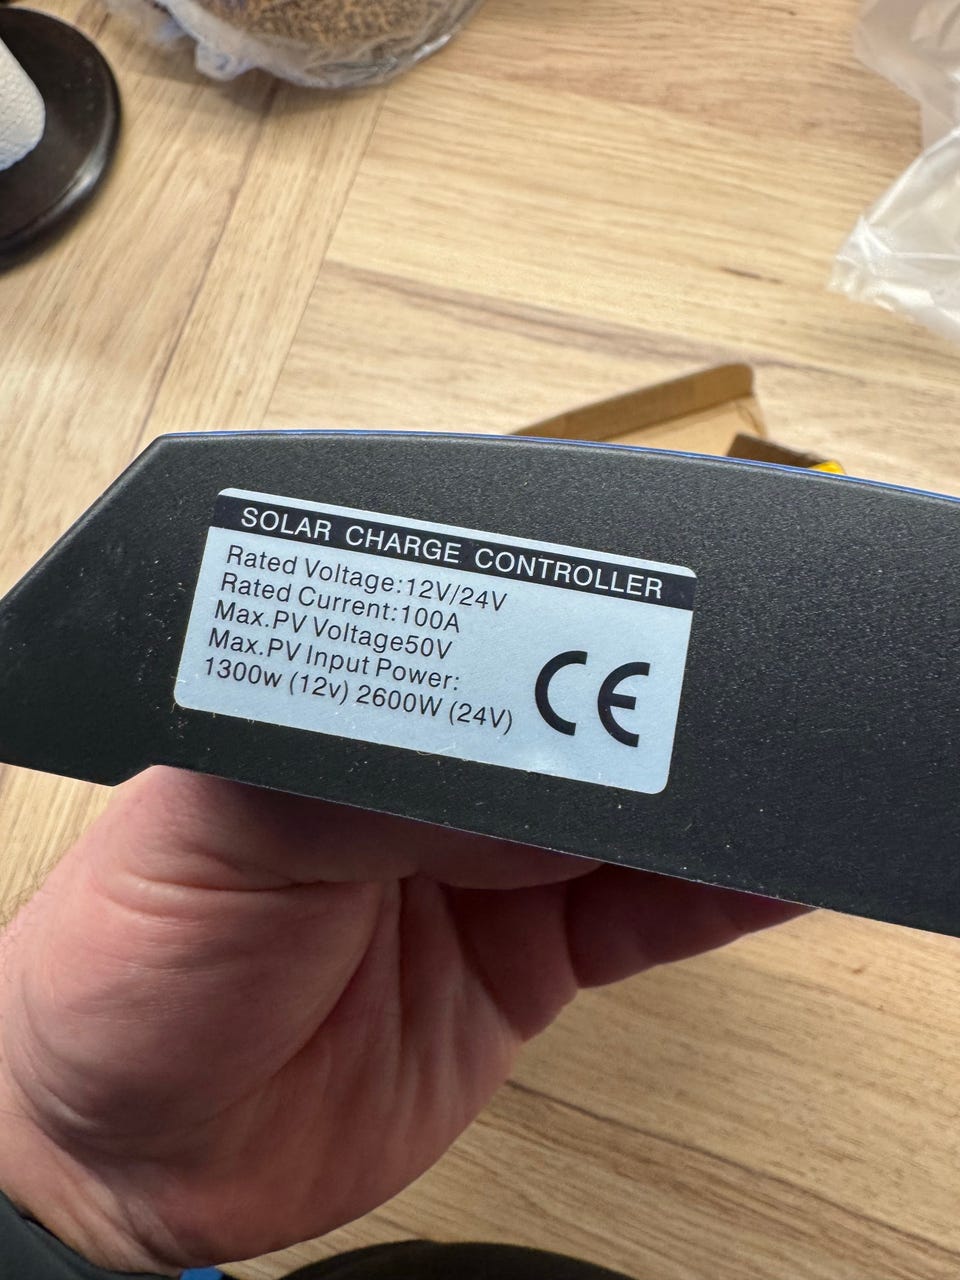 SOLAR CHARGE CONTROLLER
Rated Voltage:12V/24V
Rated Current:100A
Max.PV Voltage50V
Max.PV Input Power:
1300w (12v) 2600W (24V)
CE